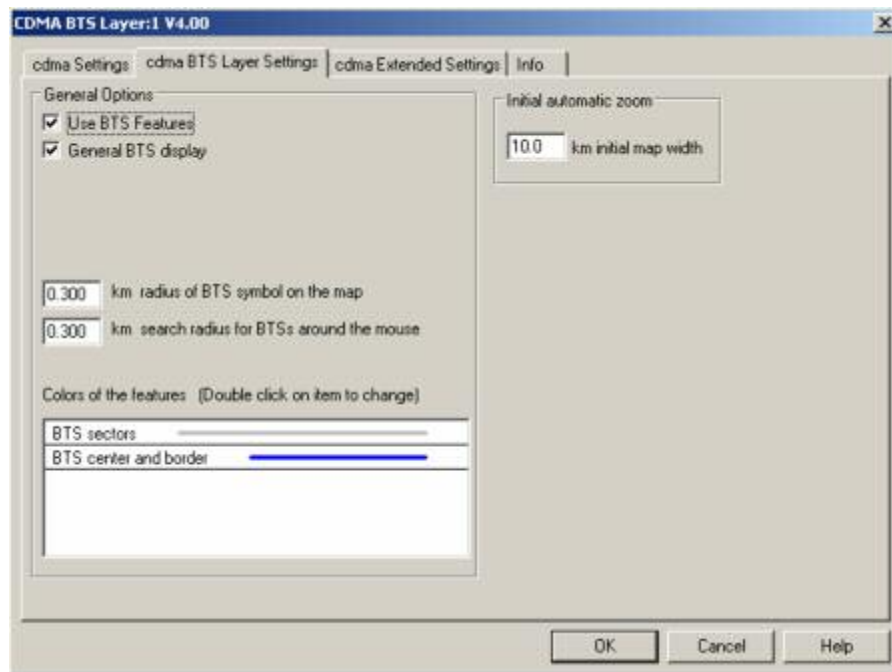 CDMA BTS Layer:1 V4.00
cdma Settings cdma BTS Layer Settings cdma Extended Settings Info
General Options
Use BTS Features
General BTS display
0.300 km radius of BTS symbol on the map
0.300 km search radius for BTSs around the mouse
Colors of the features (Double click on item to change)
BTS sectors
BTS center and border
Initial automatic zoom
10.0 km initial map width
OK Cancel Help